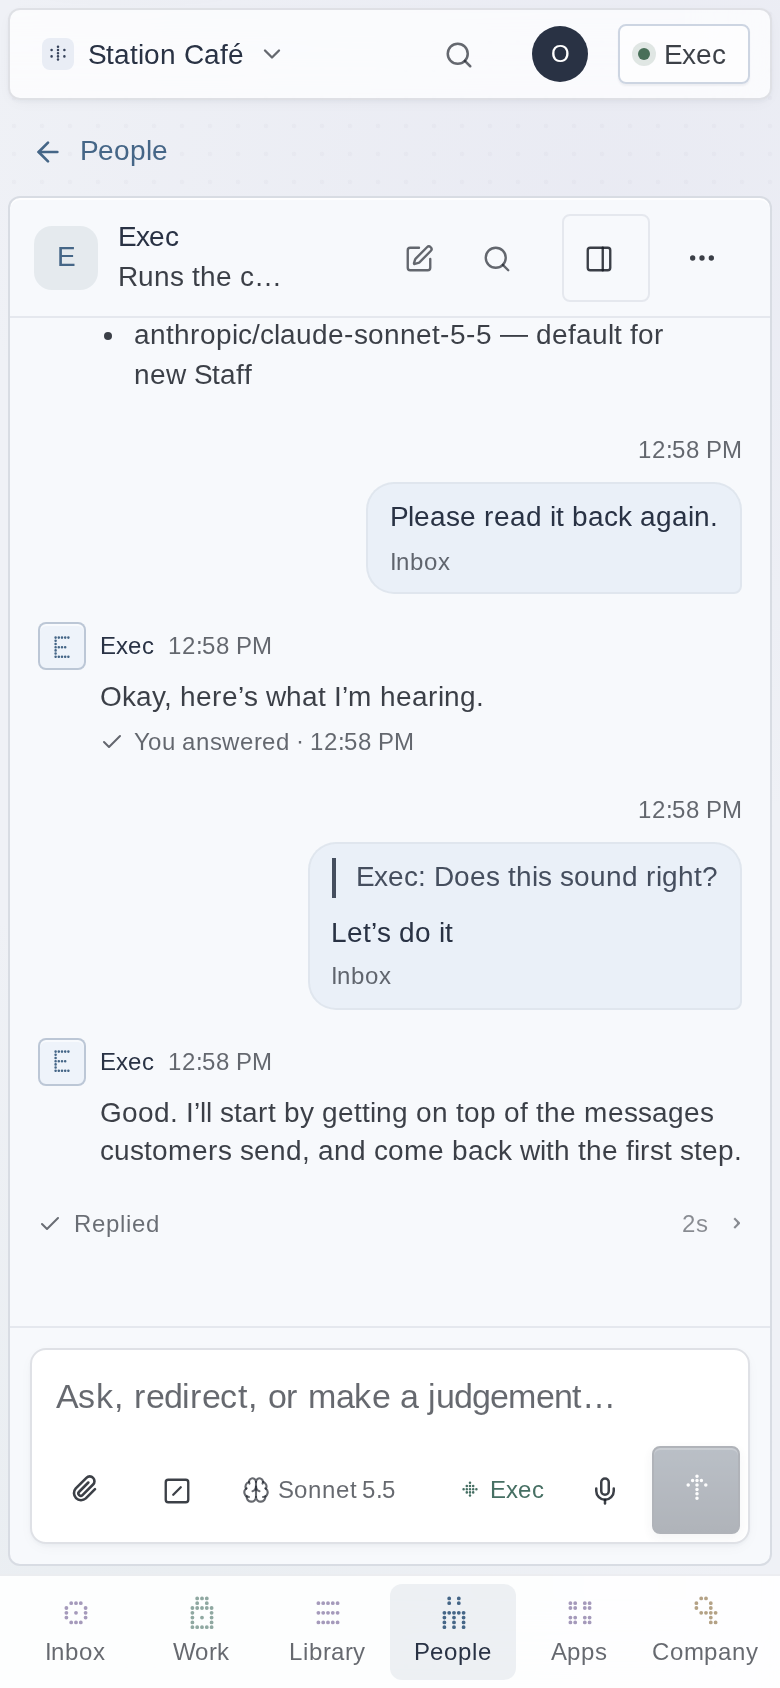 Station Café
O
Exec
People
E
Exec
Runs the c…
• anthropic/claude-sonnet-5-5 — default for
new Staff
12:58 PM
Please read it back again.
Inbox
E
Exec 12:58 PM
Okay, here’s what I’m hearing.
You answered · 12:58 PM
12:58 PM
Exec: Does this sound right?
Let’s do it
Inbox
E
Exec 12:58 PM
Good. I’ll start by getting on top of the messages
customers send, and come back with the first step.
Replied 2s
Ask, redirect, or make a judgement…
Sonnet 5.5 Exec
Inbox Work Library People Apps Company